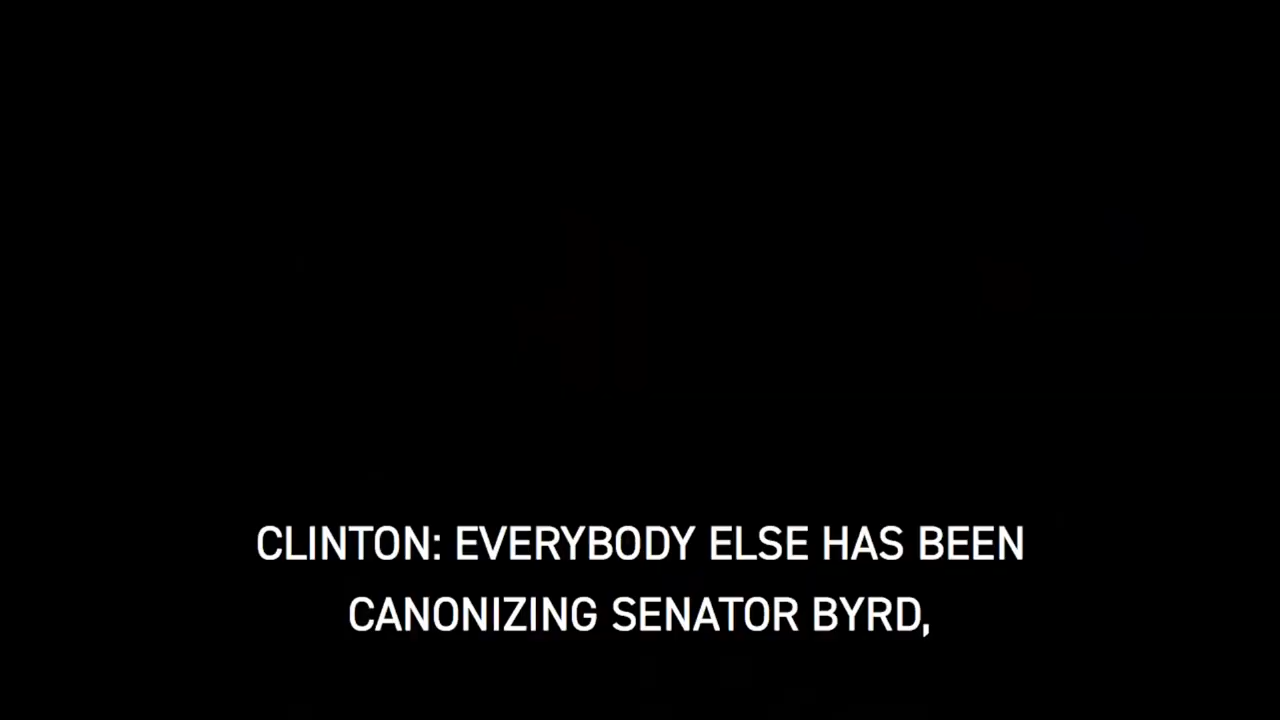 CLINTON: EVERYBODY ELSE HAS BEEN
CANONIZING SENATOR BYRD,